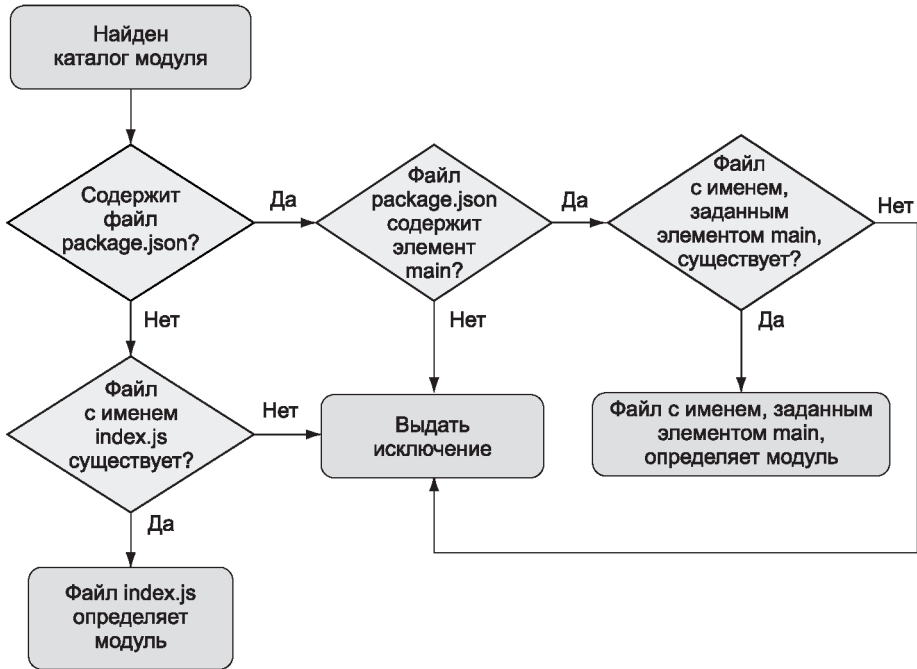 Найден
каталог модуля
Содержит
файл
package.json?
Да
Файл
package.json
содержит
элемент
main?
Да
Файл
с именем,
заданным
элементом main,
существует?
Нет
Нет
Нет
Да
Файл
с именем
index.js
существует?
Нет
Выдать
исключение
Файл с именем, заданным
элементом main,
определяет модуль
Да
Файл index.js
определяет
модуль